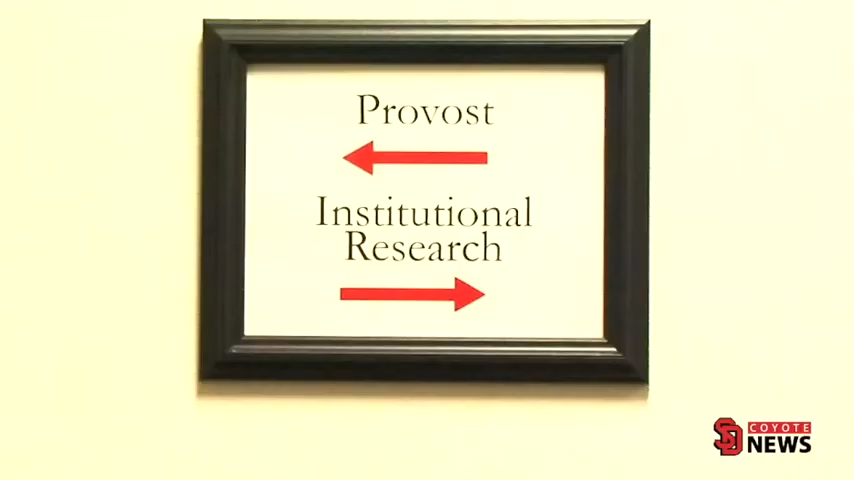 Provost
Institutional
Research
SD
COYOTE
NEWS